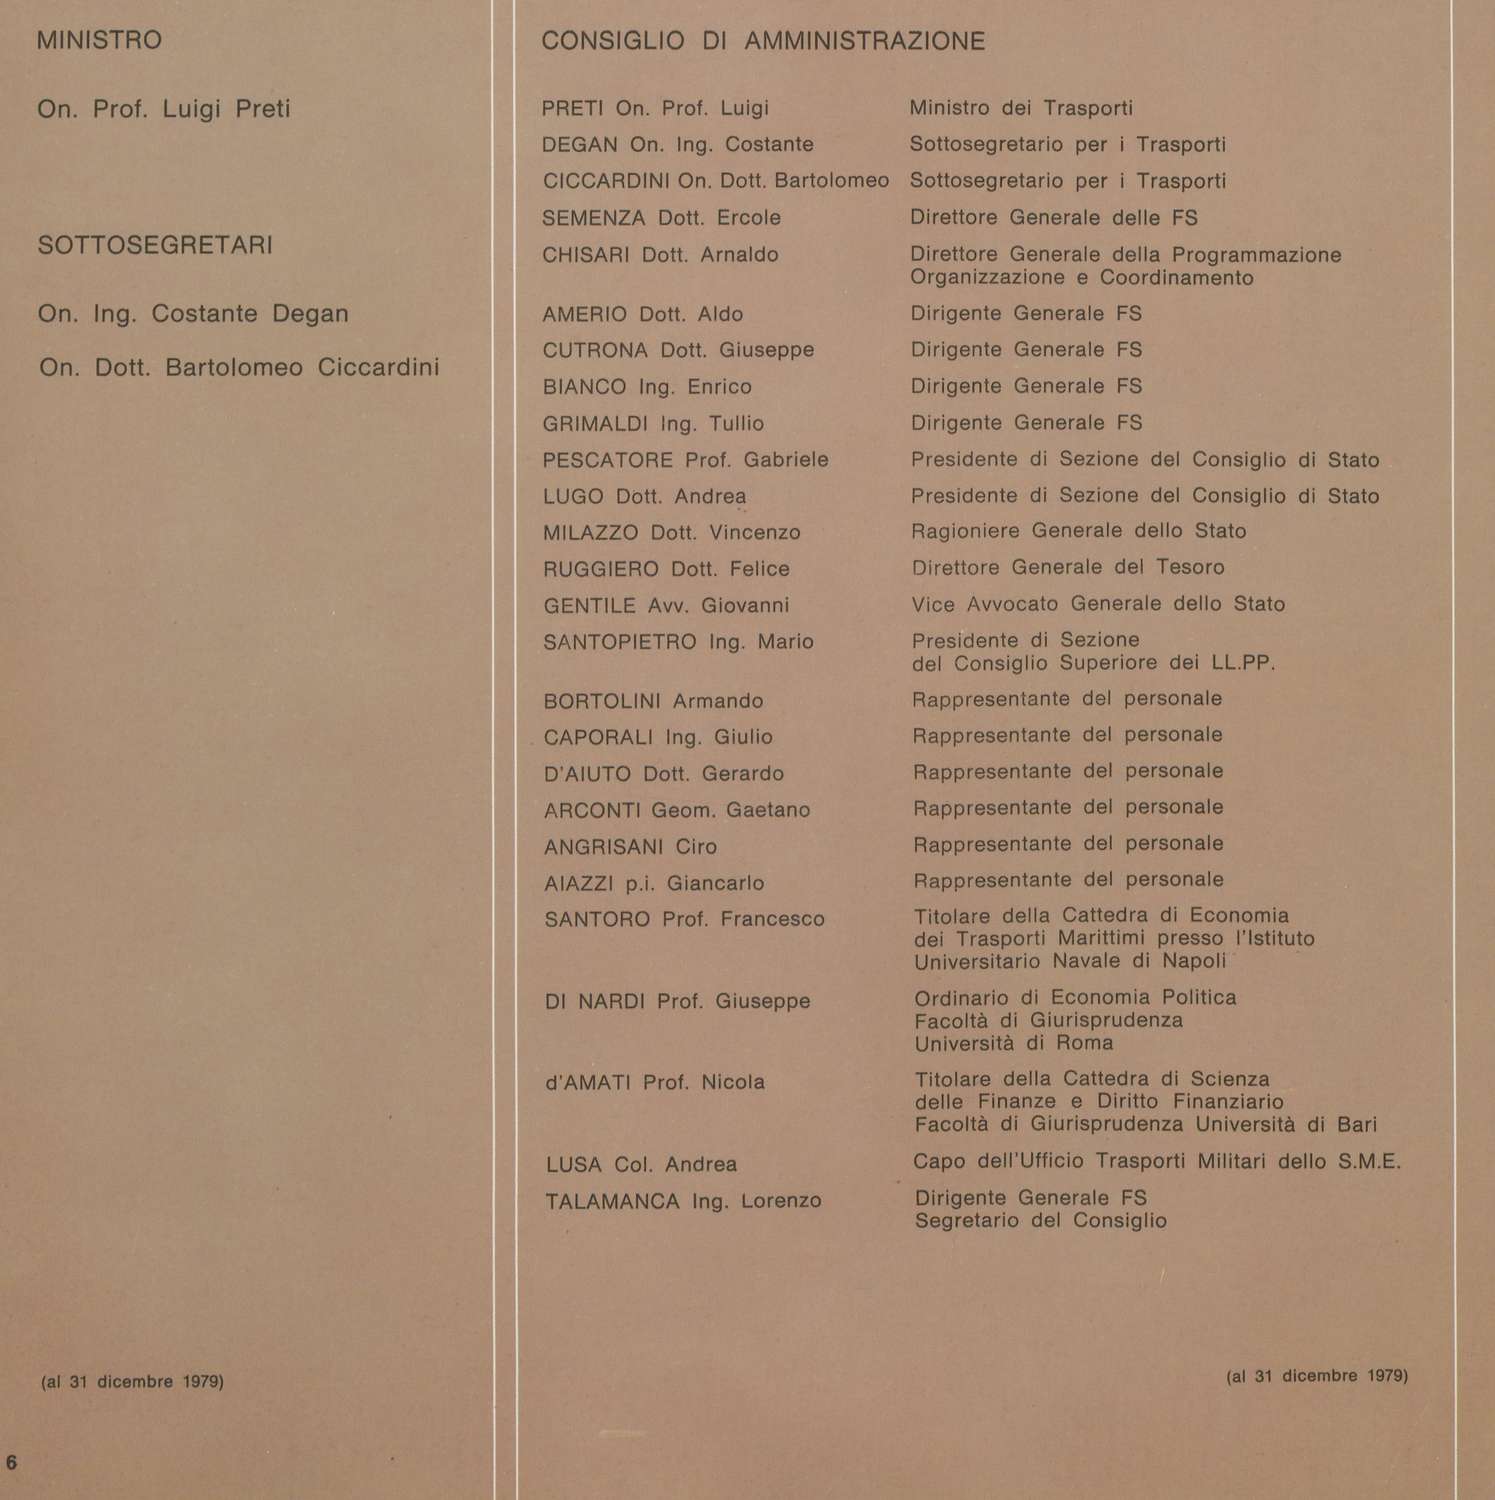 MINISTRO
On. Prof. Luigi Preti
SOTTOSEGRETARI
On. Ing. Costante Degan
On. Dott. Bartolomeo Ciccardini
(al 31 dicembre 1979)
6
CONSIGLIO DI AMMINISTRAZIONE
PRETI On. Prof. Luigi Ministro dei Trasporti
DEGAN On. Ing. Costante Sottosegretario per i Trasporti
CICCARDINI On. Dott. Bartolomeo Sottosegretario per i Trasporti
SEMENZA Dott. Ercole Direttore Generale delle FS
CHISARI Dott. Arnaldo Direttore Generale della Programmazione
Organizzazione e Coordinamento
AMERIO Dott. Aldo Dirigente Generale FS
CUTRONA Dott. Giuseppe Dirigente Generale FS
BIANCO Ing. Enrico Dirigente Generale FS
GRIMALDI Ing. Tullio Dirigente Generale FS
PESCATORE Prof. Gabriele Presidente di Sezione del Consiglio di Stato
LUGO Dott. Andrea Presidente di Sezione del Consiglio di Stato
MILAZZO Dott. Vincenzo Ragioniere Generale dello Stato
RUGGIERO Dott. Felice Direttore Generale del Tesoro
GENTILE Avv. Giovanni Vice Avvocato Generale dello Stato
SANTOPIETRO Ing. Mario Presidente di Sezione
del Consiglio Superiore dei LL.PP.
BORTOLINI Armando Rappresentante del personale
CAPORALI Ing. Giulio Rappresentante del personale
D'AIUTO Dott. Gerardo Rappresentante del personale
ARCONTI Geom. Gaetano Rappresentante del personale
ANGRISANI Ciro Rappresentante del personale
AIAZZI p.i. Giancarlo Rappresentante del personale
SANTORO Prof. Francesco Titolare della Cattedra di Economia
dei Trasporti Marittimi presso l'Istituto
Universitario Navale di Napoli
DI NARDI Prof. Giuseppe Ordinario di Economia Politica
Facoltà di Giurisprudenza
Università di Roma
d'AMATI Prof. Nicola Titolare della Cattedra di Scienza
delle Finanze e Diritto Finanziario
Facoltà di Giurisprudenza Università di Bari
LUSA Col. Andrea Capo dell'Ufficio Trasporti Militari dello S.M.E.
TALAMANCA Ing. Lorenzo Dirigente Generale FS
Segretario del Consiglio
(al 31 dicembre 1979)